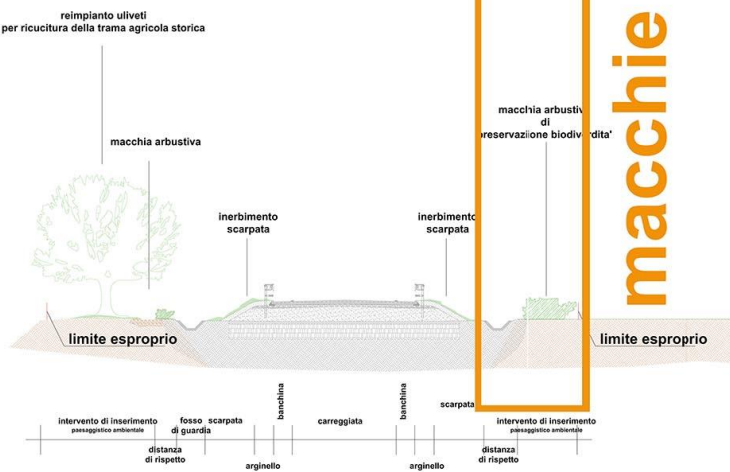 reimpianto uliveti
per ricucitura della trama agricola storica
macchia arbustiva
inerbimento
scarpata
inerbimento
scarpata
macchia arbustiva
di
preservazione biodiverdita'
macchie
limite esproprio
limite esproprio
banchina
banchina
scarpata
intervento di inserimento
paesaggistico ambientale
fosso
di guardia
scarpata
carreggiata
intervento di inserimento
paesaggistico ambientale
distanza
di rispetto
arginello
arginello
distanza
di rispetto